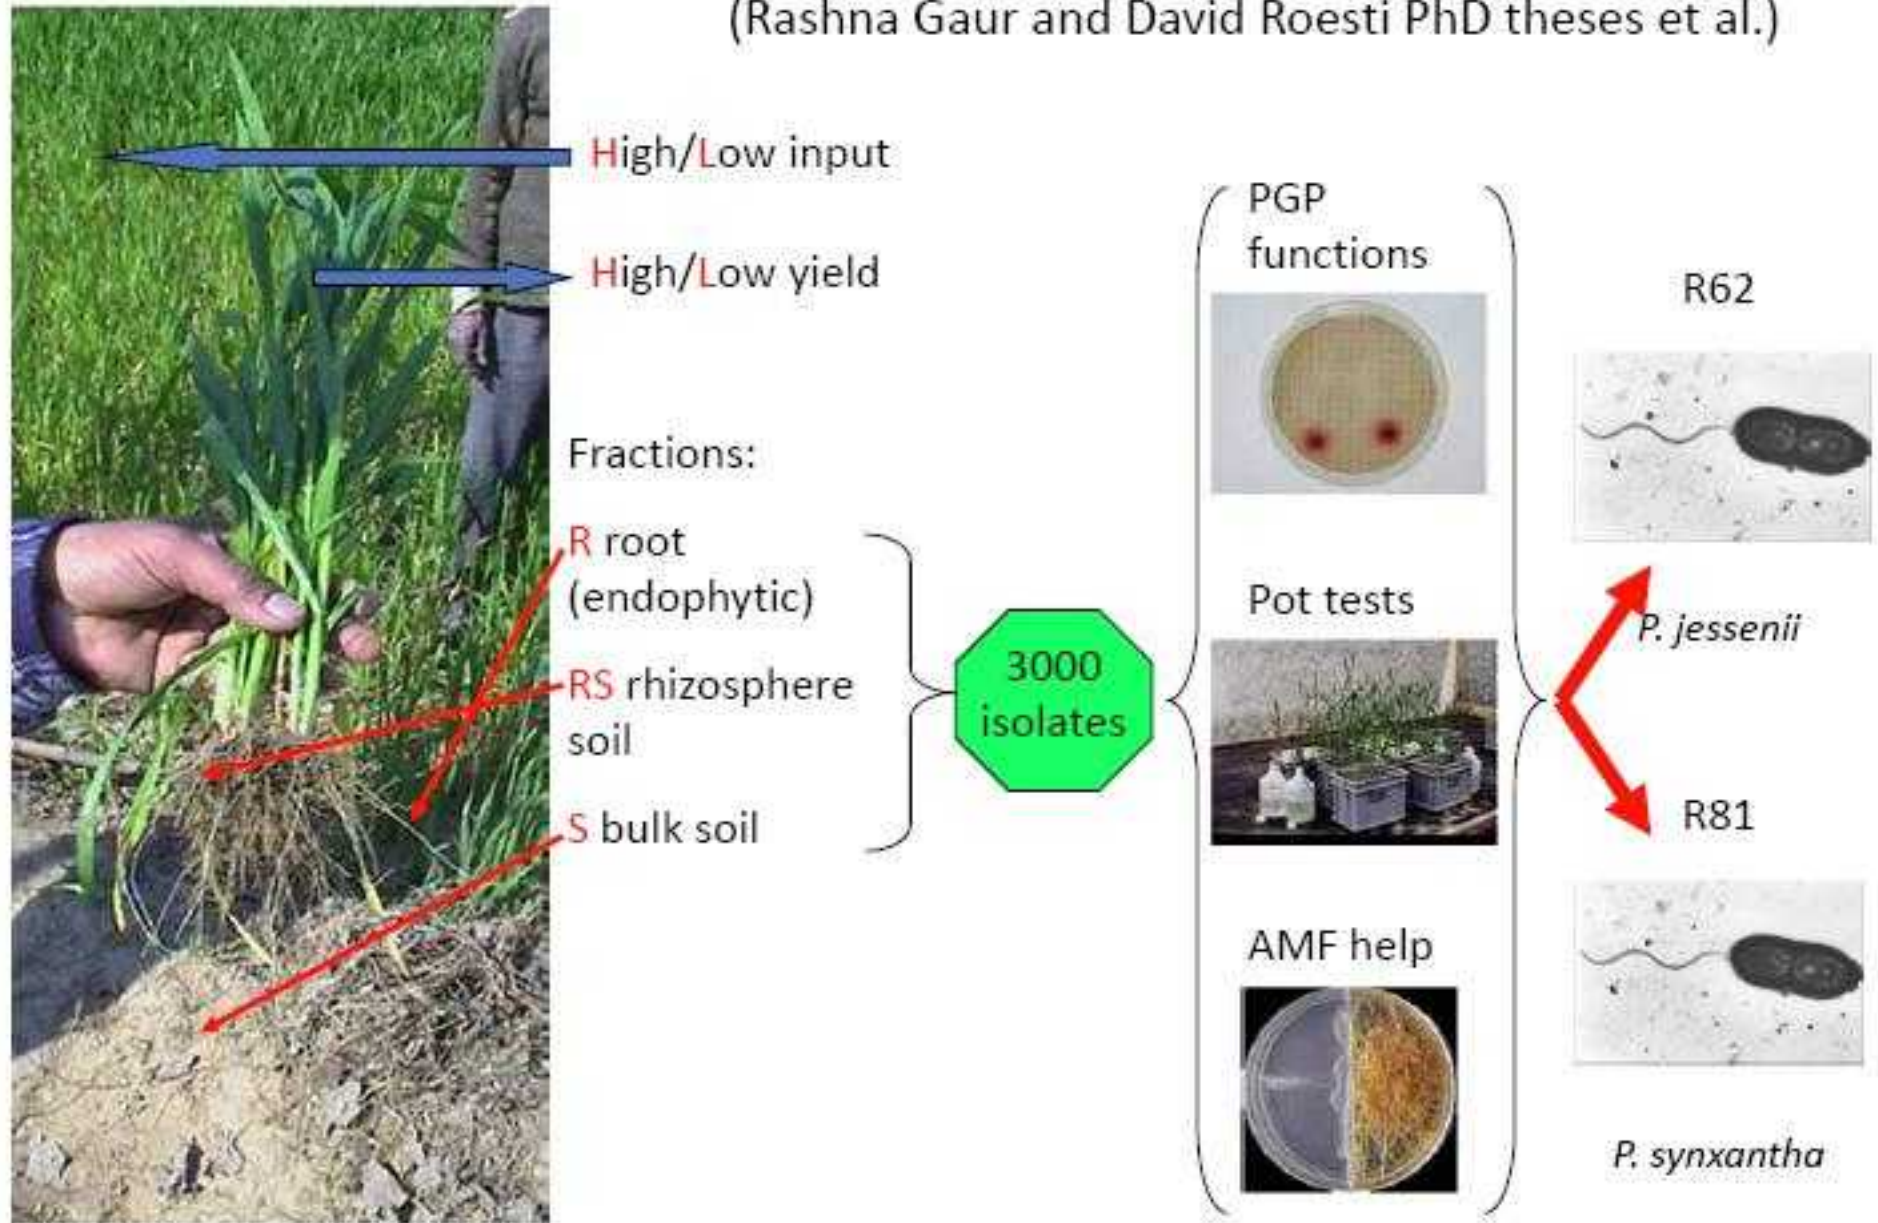 (Rashna Gaur and David Roesti PhD theses et al.)
High/Low input
High/Low yield
Fractions:
R root
(endophytic)
RS rhizosphere
soil
S bulk soil
3000
isolates
PGP
functions
Pot tests
AMF help
R62
P. jessenii
R81
P. synxantha